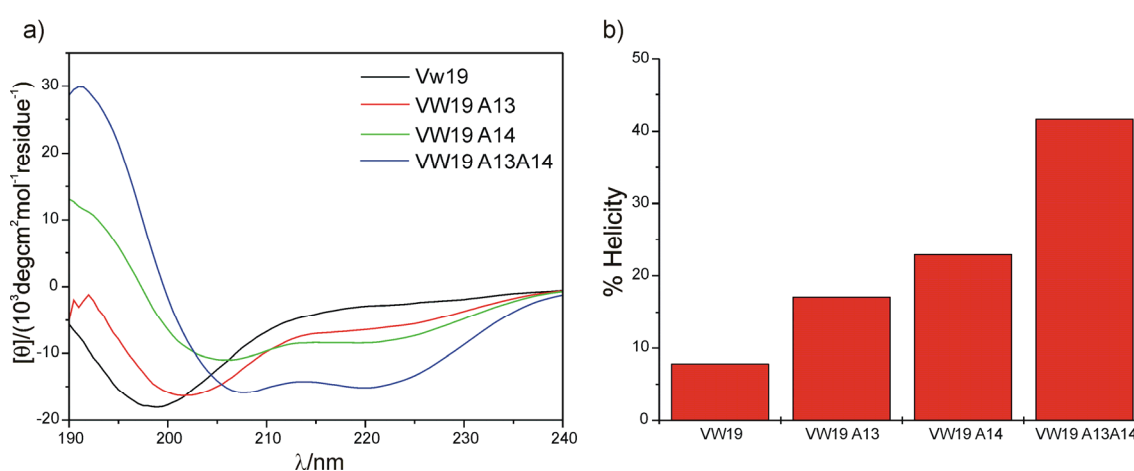 a)
[θ]/(10³degcm²mol⁻¹residue⁻¹)
30
20
10
0
-10
-20
190
200
210
220
230
240
λ/nm
Vw19
VW19 A13
VW19 A14
VW19 A13A14
b)
% Helicity
50
40
30
20
10
0
VW19
VW19 A13
VW19 A14
VW19 A13A14